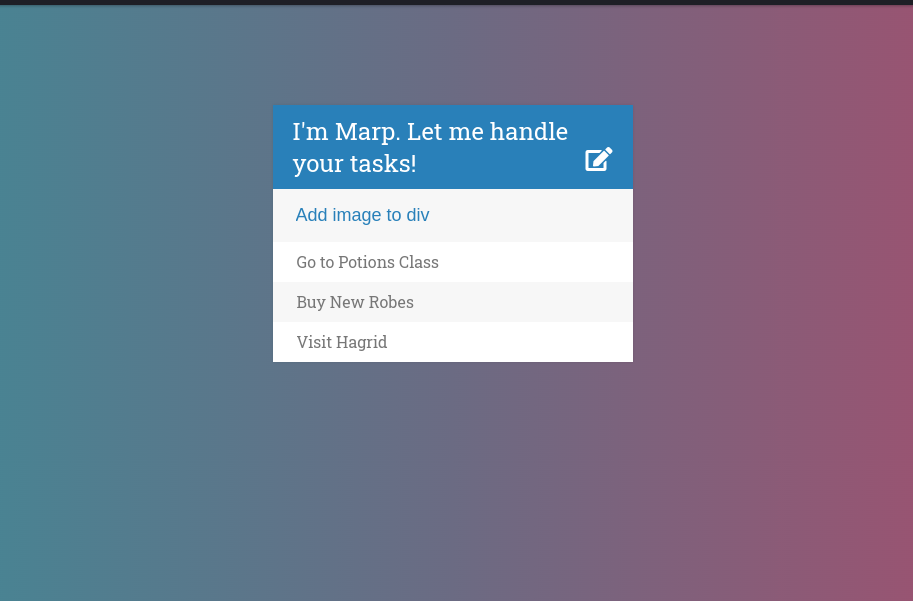 I'm Marp. Let me handle
your tasks!
Add image to div
Go to Potions Class
Buy New Robes
Visit Hagrid